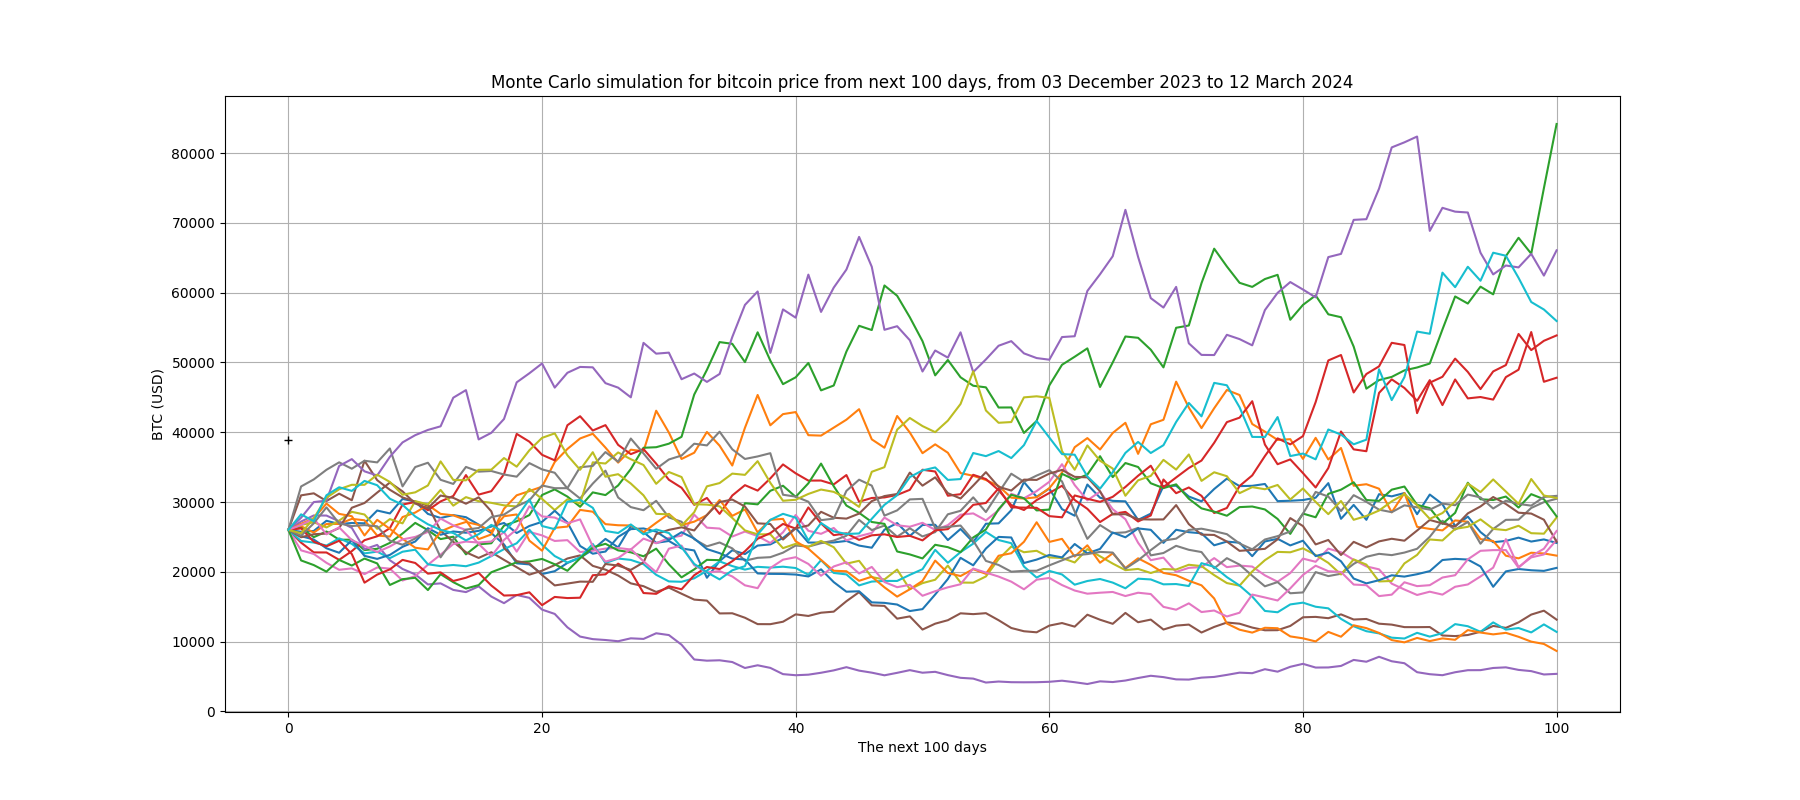 Monte Carlo simulation for bitcoin price from next 100 days, from 03 December 2023 to 12 March 2024
80000
70000
60000
50000
40000
30000
20000
10000
0
BTC (USD)
0 20 40 60 80 100
The next 100 days